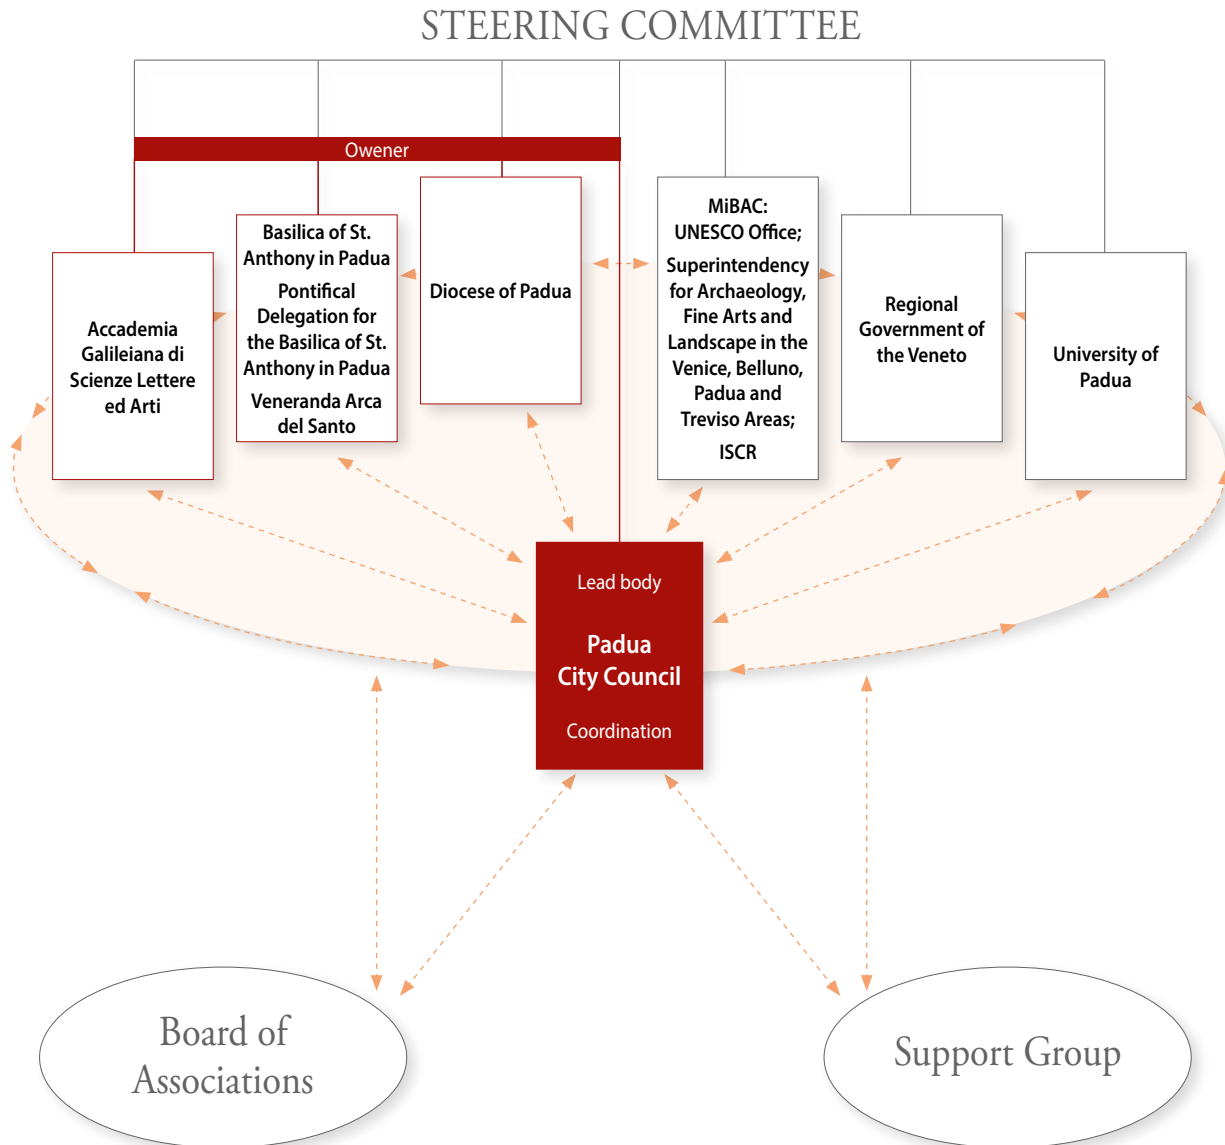 STEERING COMMITTEE
Owener
Accademia
Galileiana di
Scienze Lettere
ed Arti
Basilica of St.
Anthony in Padua
Pontifical
Delegation for
the Basilica of St.
Anthony in Padua
Veneranda Arca
del Santo
Diocese of Padua
MiBAC:
UNESCO Office;
Superintendency
for Archaeology,
Fine Arts and
Landscape in the
Venice, Belluno,
Padua and
Treviso Areas;
ISCR
Regional
Government of
the Veneto
University of
Padua
Lead body
Padua
City Council
Coordination
Board of
Associations
Support Group